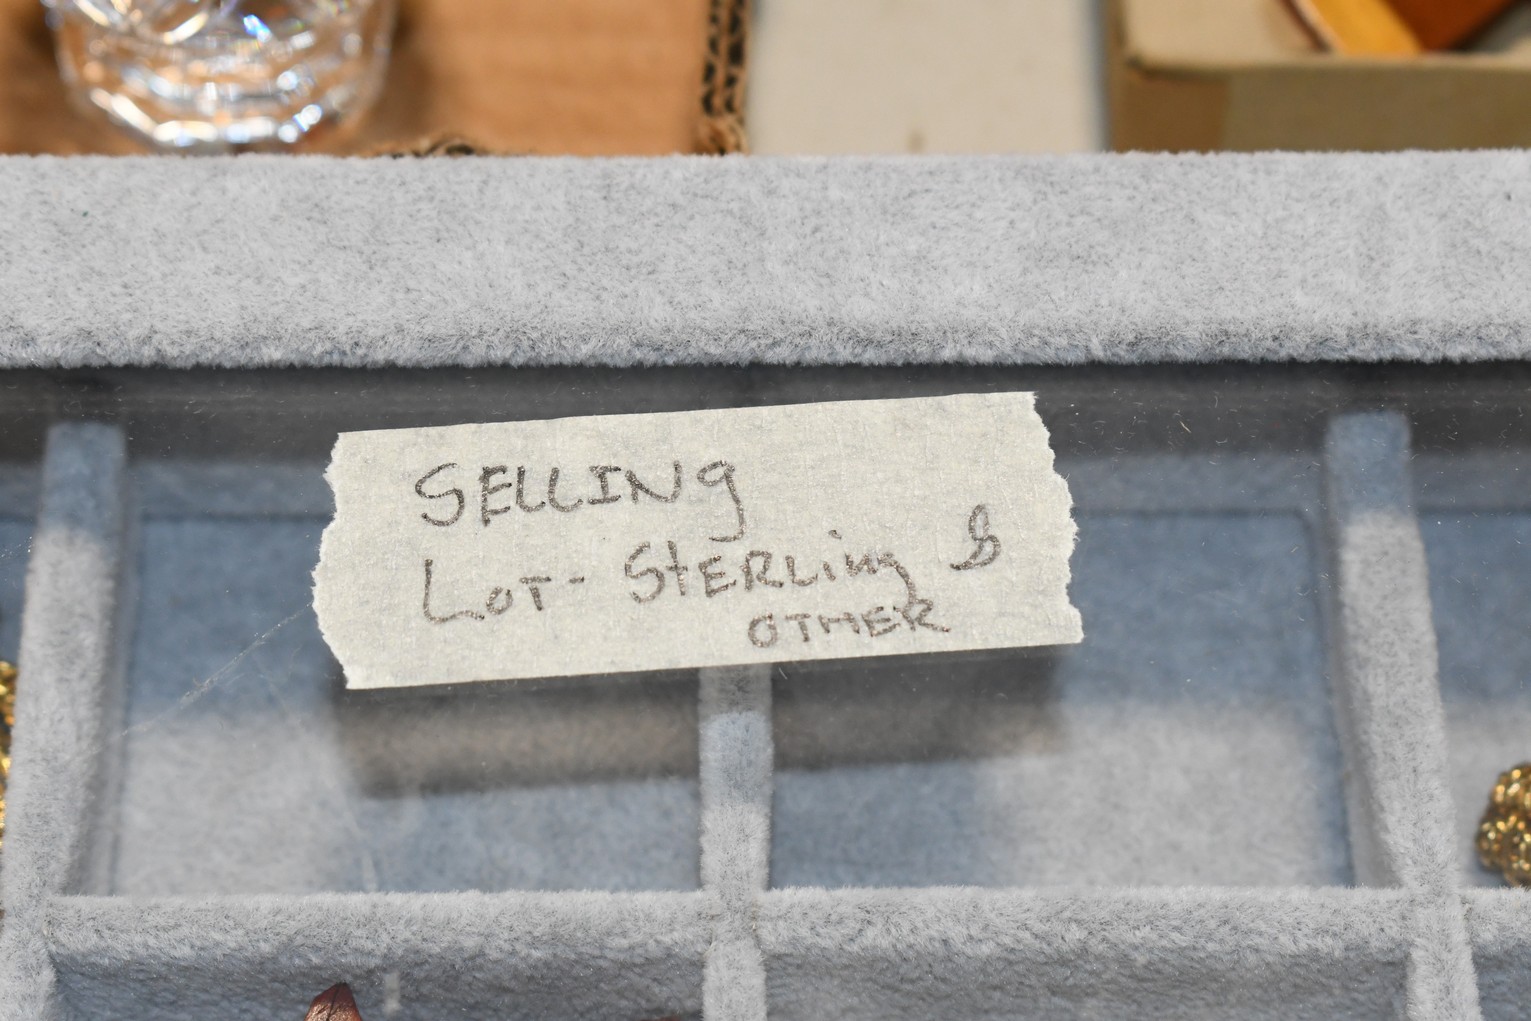 SELLING
LOT- STERLing &
OTHER